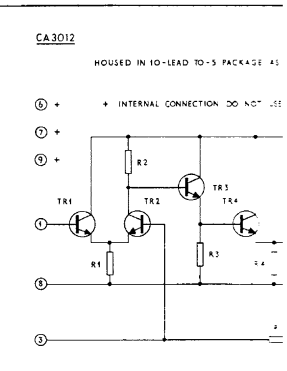 CA3012
HOUSED IN 10-LEAD TO-5 PACKAGE AS
6 + + INTERNAL CONNECTION DO NOT
7 +
9 +
R2
TR1 TR2 TR3 TR4
1
R1 R3 R4
8
3